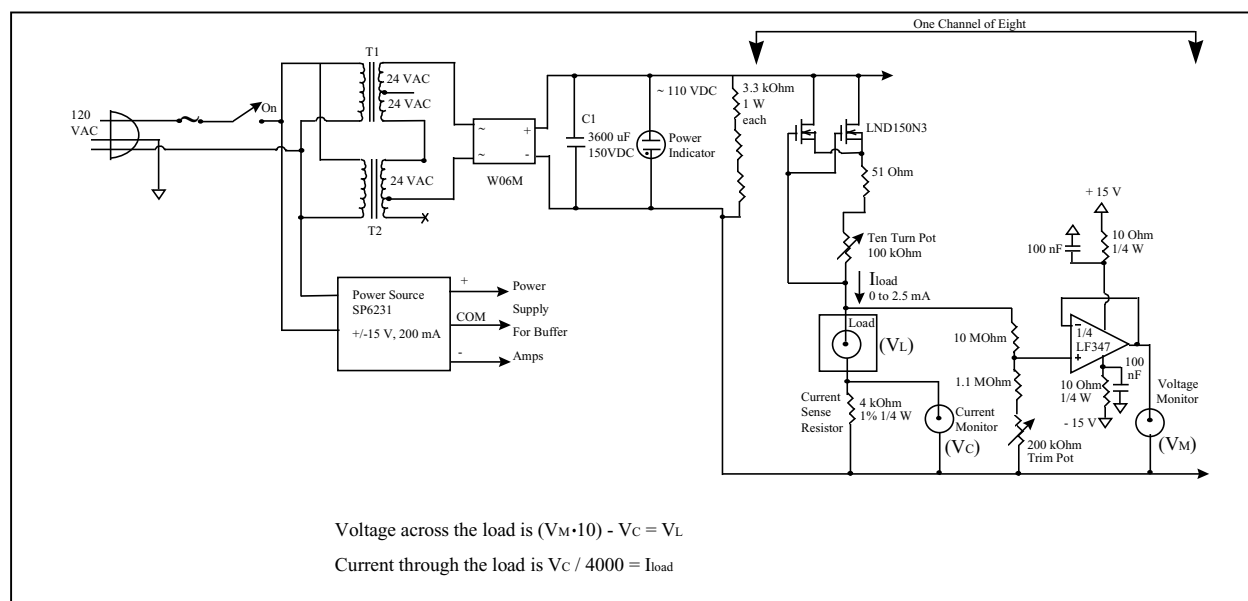 One Channel of Eight
T1
24 VAC
24 VAC
On
120
VAC
~ 110 VDC
3.3 kOhm
1 W
each
C1
3600 uF
150VDC
Power
Indicator
LND150N3
~
+
~
-
W06M
24 VAC
T2
51 Ohm
+ 15 V
10 Ohm
1/4 W
100 nF
Ten Turn Pot
100 kOhm
Iload
0 to 2.5 mA
Power Source
SP6231
+/-15 V, 200 mA
+
COM
-
Power
Supply
For Buffer
Amps
Load
(VL)
10 MOhm
–
1/4
LF347
+
100
nF
1.1 MOhm
10 Ohm
1/4 W
- 15 V
Voltage
Monitor
(VM)
Current
Sense
Resistor
4 kOhm
1% 1/4 W
Current
Monitor
(VC)
200 kOhm
Trim Pot
Voltage across the load is (VM•10) - VC = VL
Current through the load is VC / 4000 = Iload